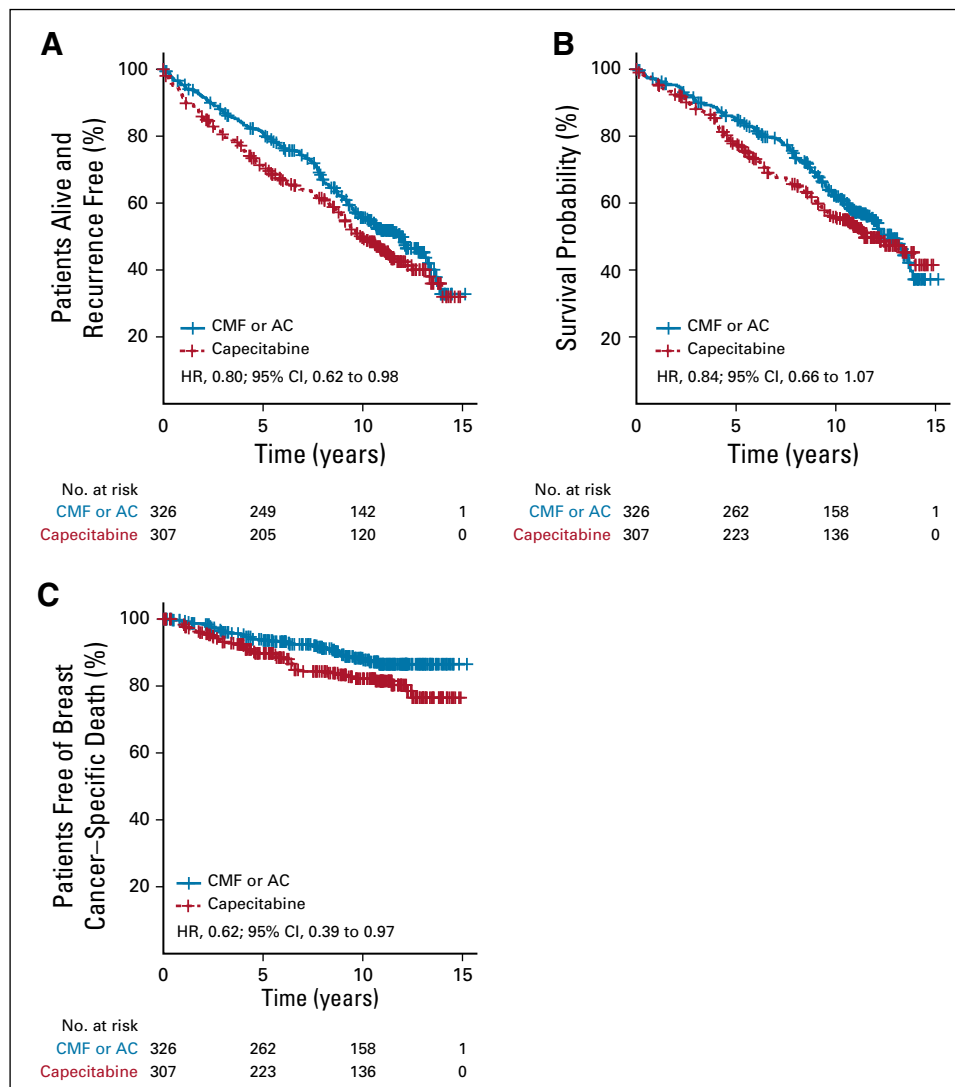 A
Patients Alive and
Recurrence Free (%)
100
80
60
40
20
CMF or AC
Capecitabine
HR, 0.80; 95% CI, 0.62 to 0.98
0 5 10 15
Time (years)
No. at risk
CMF or AC 326 249 142 1
Capecitabine 307 205 120 0
B
Survival Probability (%)
100
80
60
40
20
CMF or AC
Capecitabine
HR, 0.84; 95% CI, 0.66 to 1.07
0 5 10 15
Time (years)
No. at risk
CMF or AC 326 262 158 1
Capecitabine 307 223 136 0
C
Patients Free of Breast
Cancer–Specific Death (%)
100
80
60
40
20
CMF or AC
Capecitabine
HR, 0.62; 95% CI, 0.39 to 0.97
0 5 10 15
Time (years)
No. at risk
CMF or AC 326 262 158 1
Capecitabine 307 223 136 0